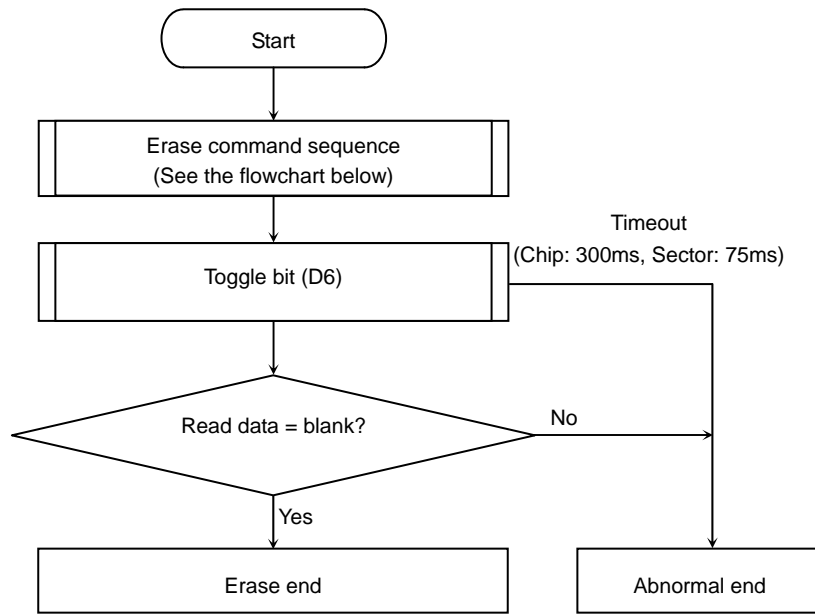 Start
Erase command sequence
(See the flowchart below)
Timeout
(Chip: 300ms, Sector: 75ms)
Toggle bit (D6)
Read data = blank?
No
Yes
Erase end
Abnormal end